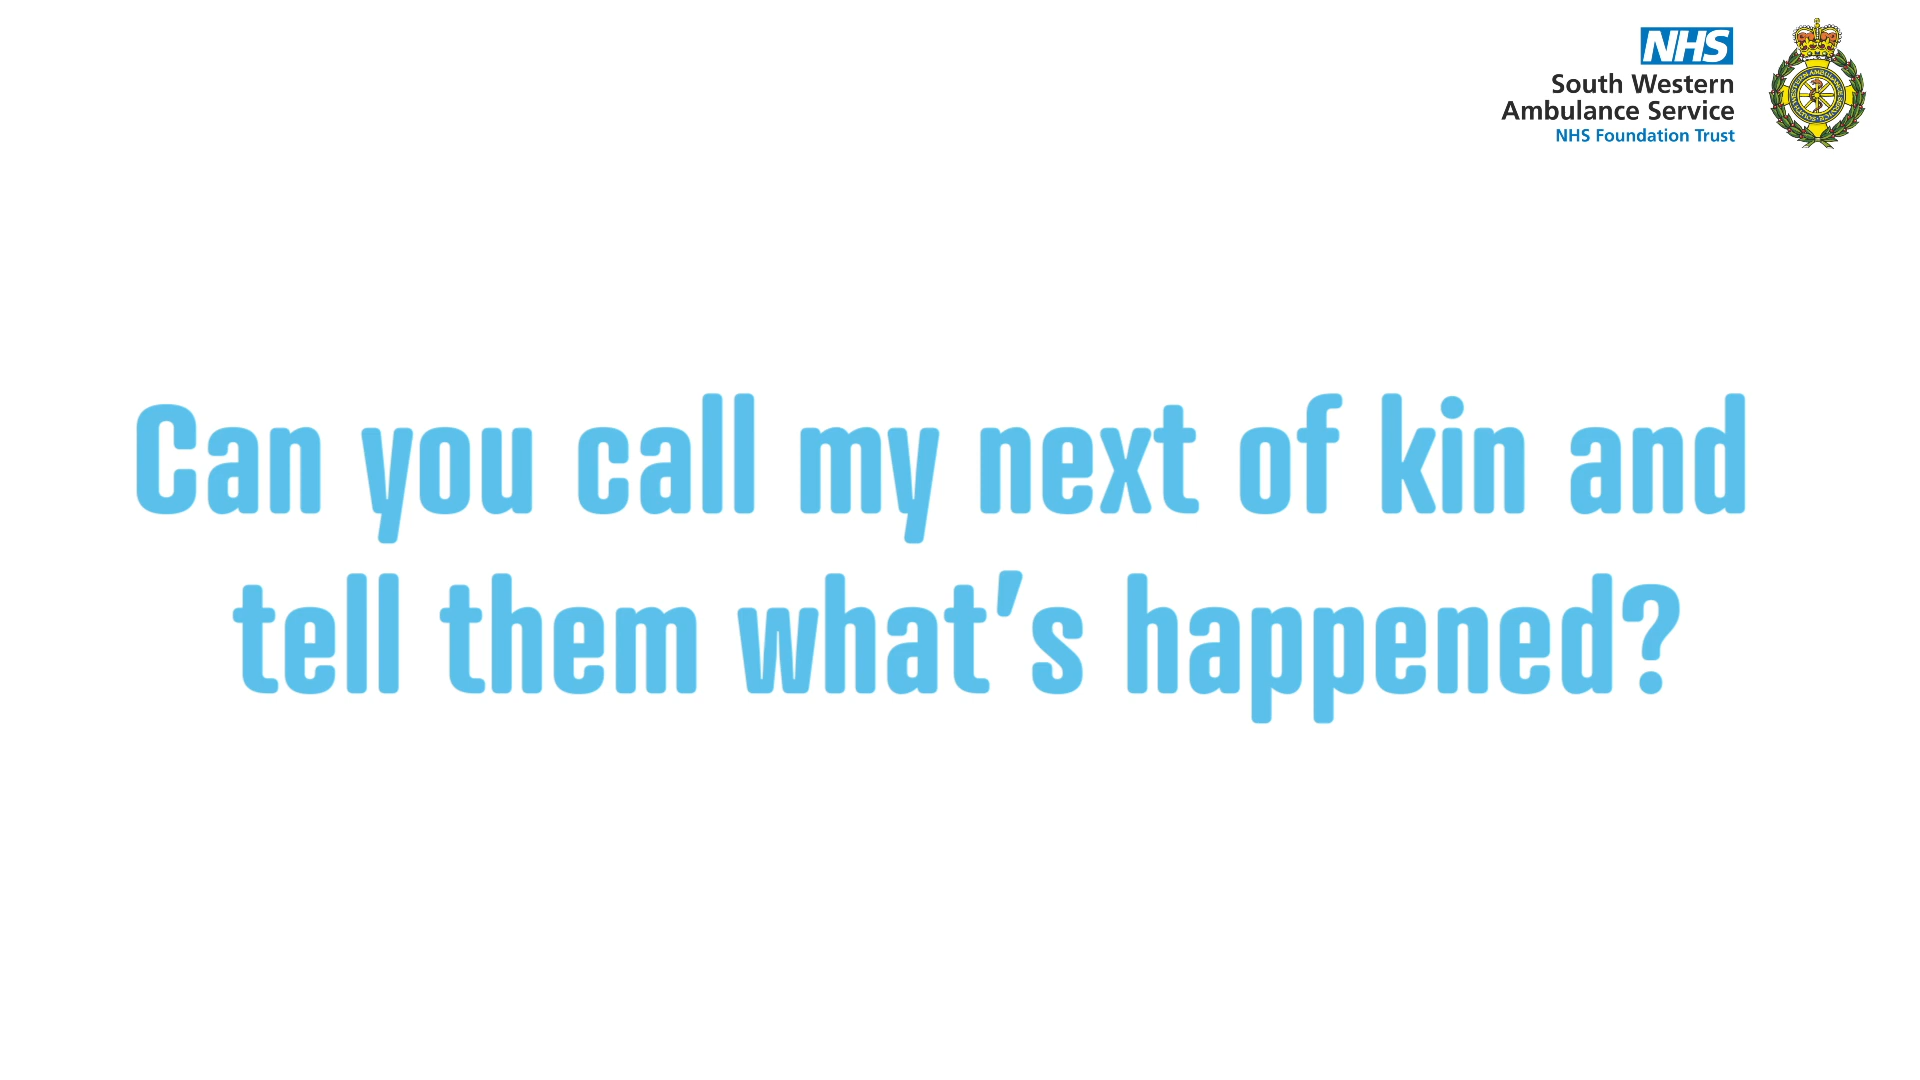 NHS
South Western
Ambulance Service
NHS Foundation Trust
Can you call my next of kin and
tell them what's happened?